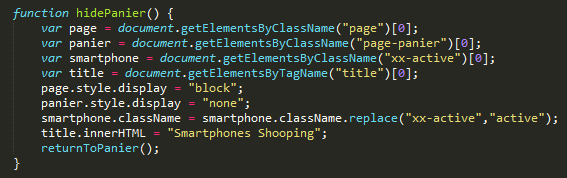 function hidePanier() {
    var page = document.getElementsByClassName("page")[0];
    var panier = document.getElementsByClassName("page-panier")[0];
    var smartphone = document.getElementsByClassName("xx-active")[0];
    var title = document.getElementsByTagName("title")[0];
    page.style.display = "block";
    panier.style.display = "none";
    smartphone.className = smartphone.className.replace("xx-active","active");
    title.innerHTML = "Smartphones Shooping";
    returnToPanier();
}